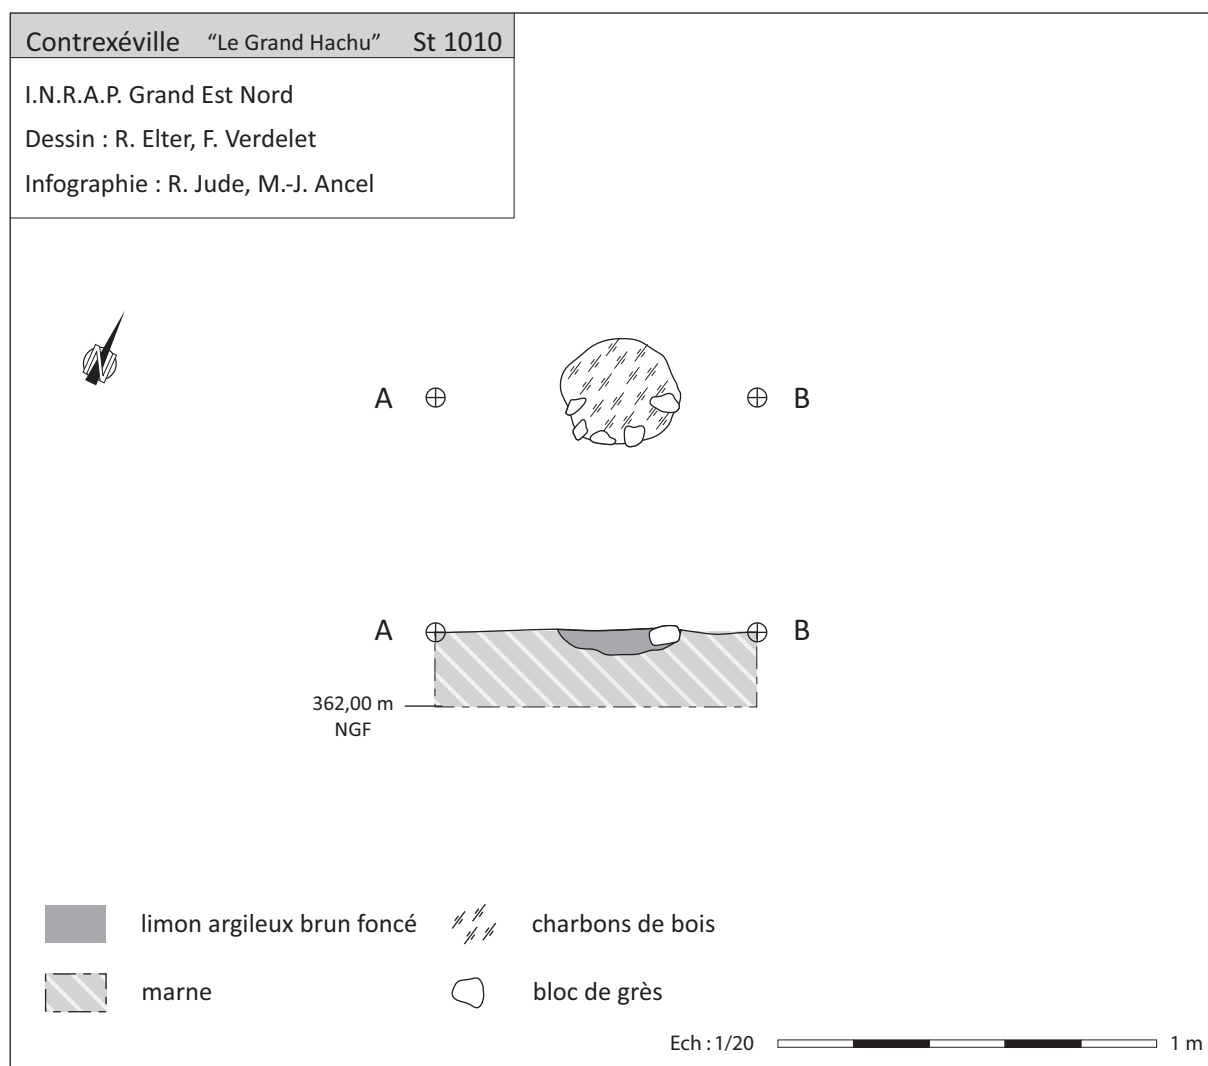 Contrexéville “Le Grand Hachu” St 1010
I.N.R.A.P. Grand Est Nord
Dessin : R. Elter, F. Verdelet
Infographie : R. Jude, M.-J. Ancel
N
A B
A B
362,00 m
NGF
limon argileux brun foncé charbons de bois
marne bloc de grès
Ech : 1/20 1 m